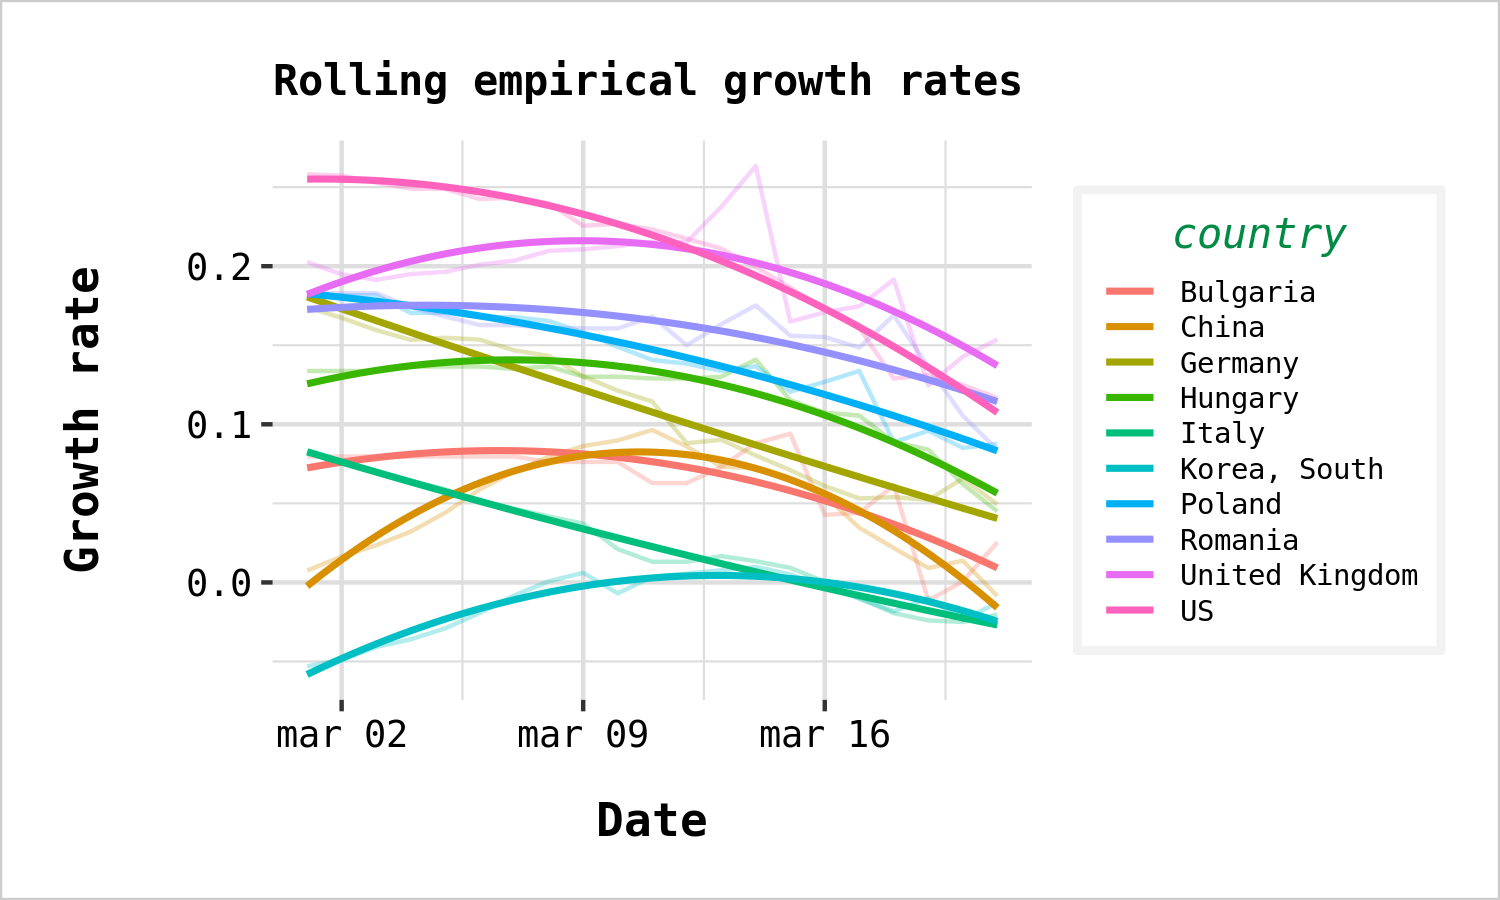 Rolling empirical growth rates
Growth rate
0.2
0.1
0.0
mar 02
mar 09
mar 16
Date
country
Bulgaria
China
Germany
Hungary
Italy
Korea, South
Poland
Romania
United Kingdom
US